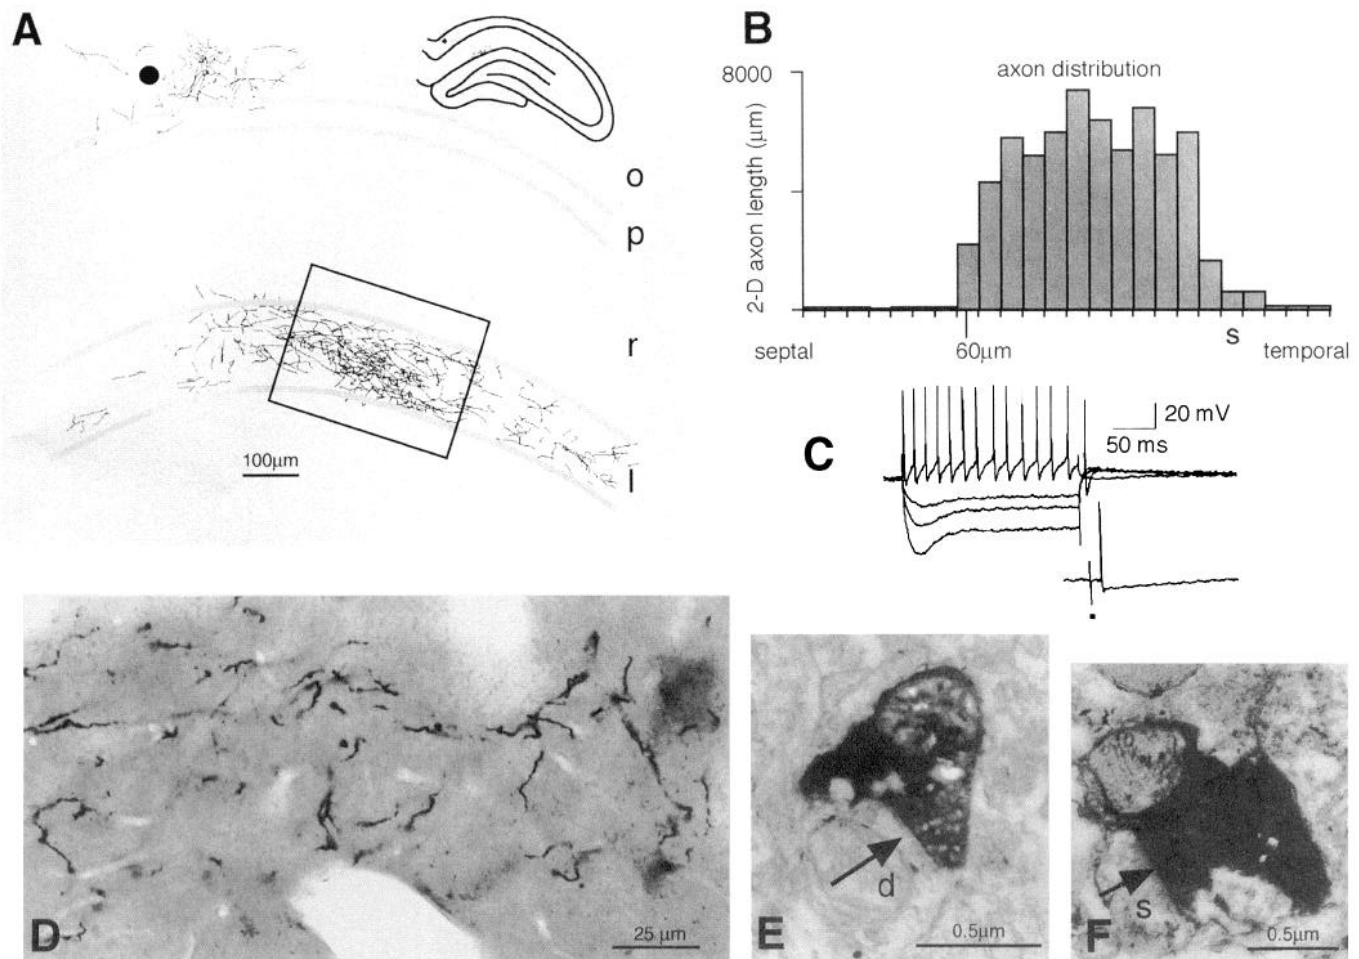 A
o
p
r
l
100μm
B
8000
axon distribution
2-D axon length (μm)
septal
60μm
s
temporal
C
20 mV
50 ms
D
25 μm
E
d
0.5μm
F
s
0.5μm